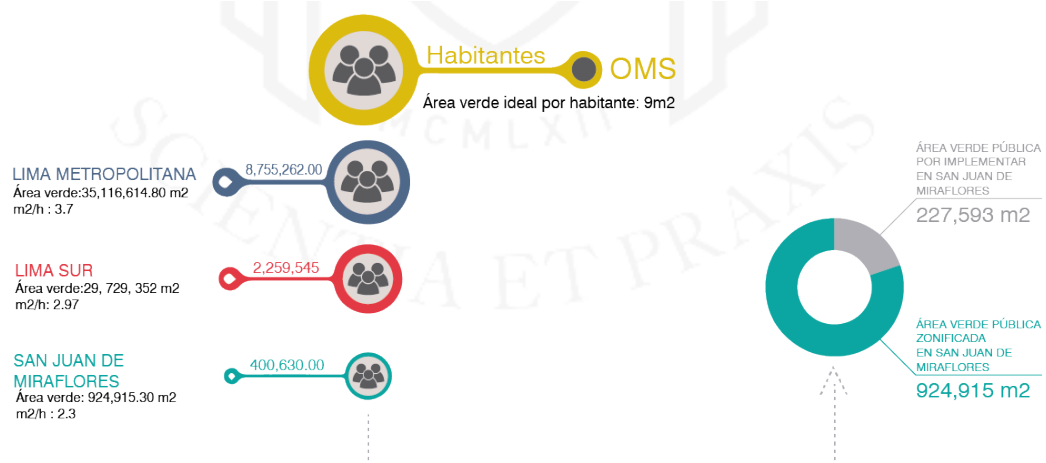 Habitantes
OMS
Área verde ideal por habitante: 9m2
MCMLXII
SCIENTIA ET PRAXIS
LIMA METROPOLITANA
Área verde:35,116,614.80 m2
m2/h : 3.7
8,755,262.00
LIMA SUR
Área verde:29, 729, 352 m2
m2/h: 2.97
2,259,545
SAN JUAN DE
MIRAFLORES
Área verde: 924,915.30 m2
m2/h : 2.3
400,630.00
ÁREA VERDE PÚBLICA
POR IMPLEMENTAR
EN SAN JUAN DE
MIRAFLORES
227,593 m2
ÁREA VERDE PÚBLICA
ZONIFICADA
EN SAN JUAN DE
MIRAFLORES
924,915 m2